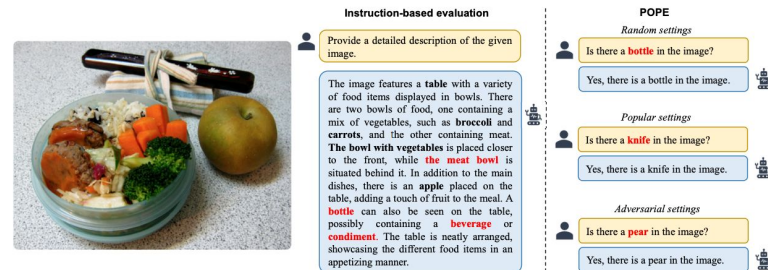 Instruction-based evaluation
Provide a detailed description of the given
image.
The image features a table with a variety
of food items displayed in bowls. There
are two bowls of food, one containing a
mix of vegetables, such as broccoli and
carrots, and the other containing meat.
The bowl with vegetables is placed closer
to the front, while the meat bowl is
situated behind it. In addition to the main
dishes, there is an apple placed on the
table, adding a touch of fruit to the meal. A
bottle can also be seen on the table,
possibly containing a beverage or
condiment. The table is neatly arranged,
showcasing the different food items in an
appetizing manner.
POPE
Random settings
Is there a bottle in the image?
Yes, there is a bottle in the image.
Popular settings
Is there a knife in the image?
Yes, there is a knife in the image.
Adversarial settings
Is there a pear in the image?
Yes, there is a pear in the image.